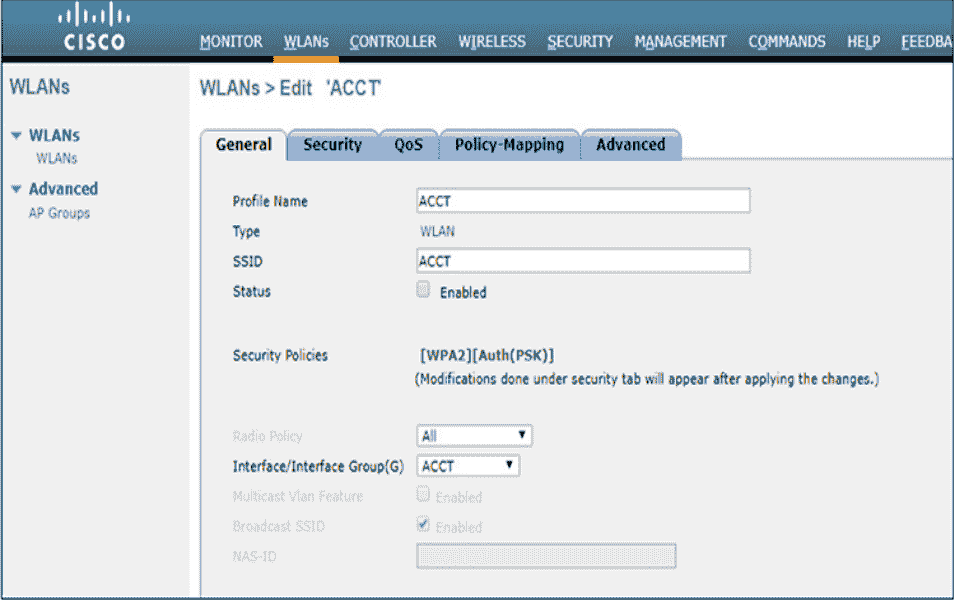 CISCO
MONITOR WLANs CONTROLLER WIRELESS SECURITY MANAGEMENT COMMANDS HELP FEEDBA
WLANs
WLANs > Edit 'ACCT'
WLANs
WLANs
Advanced
AP Groups
General Security QoS Policy-Mapping Advanced
Profile Name ACCT
Type WLAN
SSID ACCT
Status Enabled
Security Policies [WPA2][Auth(PSK)]
(Modifications done under security tab will appear after applying the changes.)
Radio Policy All
Interface/Interface Group(G) ACCT
Multicast Vlan Feature Enabled
Broadcast SSID Enabled
NAS-ID